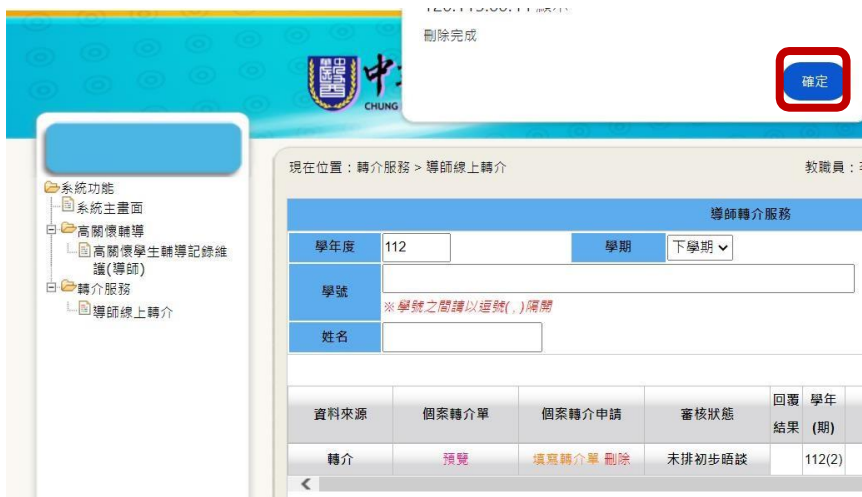 刪除完成
確定
醫
中
CHUNG
現在位置：轉介服務 > 導師線上轉介
教職員：
系統功能
系統主畫面
高關懷輔導
高關懷學生輔導記錄維
護(導師)
轉介服務
導師線上轉介
導師轉介服務
學年度 112 學期 下學期
學號
※學號之間請以逗號( , )隔開
姓名
資料來源 個案轉介單 個案轉介申請 審核狀態 回覆結果 學年(期)
轉介 預覽 填寫轉介單 刪除 未排初步晤談 112(2)